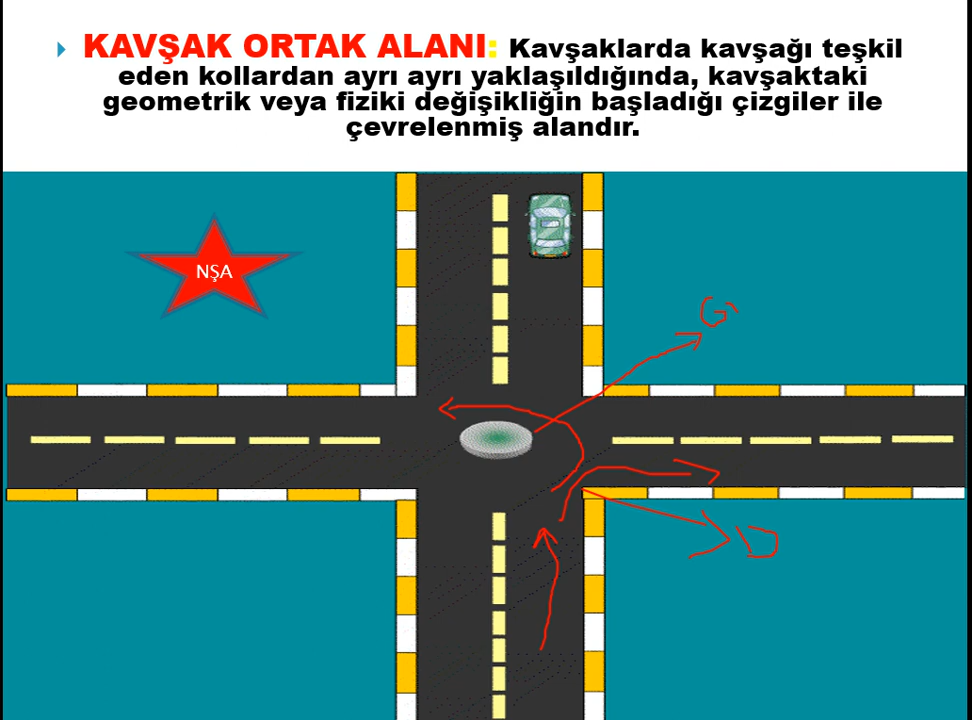 KAVŞAK ORTAK ALANI: Kavşaklarda kavşağı teşkil
eden kollardan ayrı ayrı yaklaşıldığında, kavşaktaki
geometrik veya fiziki değişikliğin başladığı çizgiler ile
çevrelenmiş alandır.
NŞA
G
D